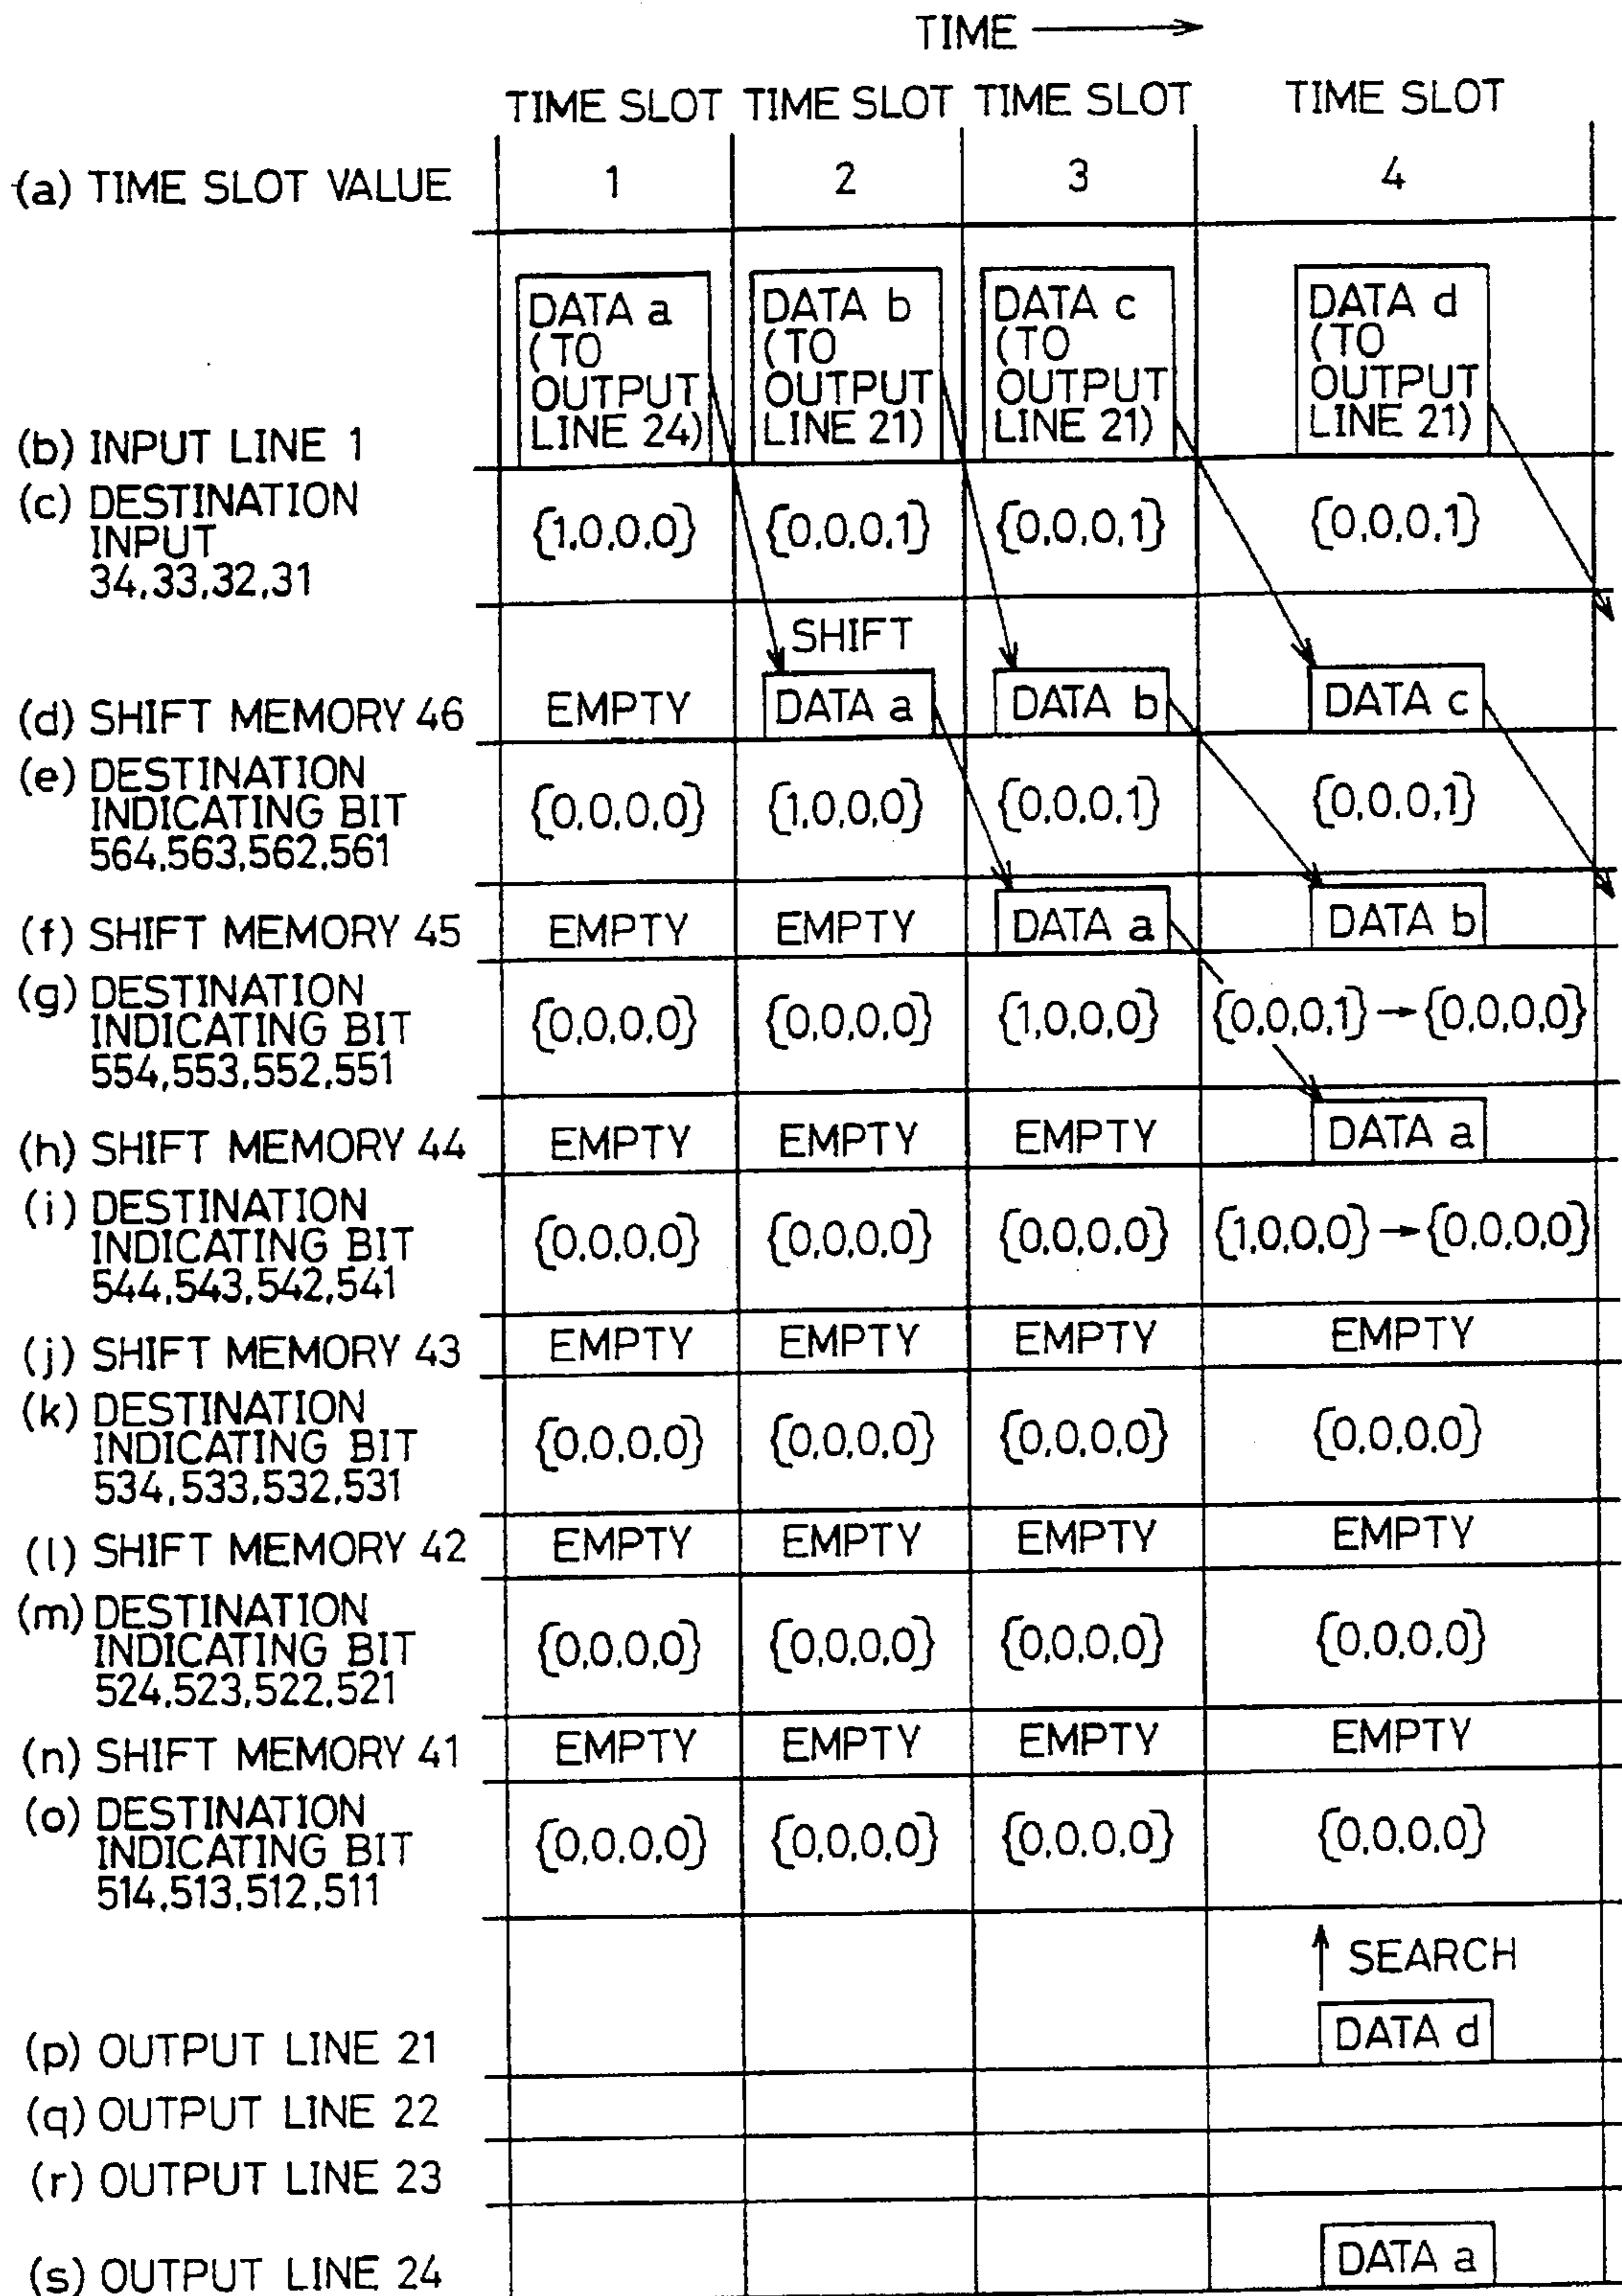 TIME
TIME SLOT TIME SLOT TIME SLOT TIME SLOT
(a) TIME SLOT VALUE 1 2 3 4
DATA a DATA b DATA c DATA d
(TO (TO (TO (TO
OUTPUT OUTPUT OUTPUT OUTPUT
LINE 24) LINE 21) LINE 21) LINE 21)
(b) INPUT LINE 1
(c) DESTINATION
INPUT {1,0,0,0} {0,0,0,1} {0,0,0,1} {0,0,0,1}
34,33,32,31
SHIFT
(d) SHIFT MEMORY 46 EMPTY DATA a DATA b DATA c
(e) DESTINATION
INDICATING BIT {0,0,0,0} {1,0,0,0} {0,0,0,1} {0,0,0,1}
564,563,562,561
(f) SHIFT MEMORY 45 EMPTY EMPTY DATA a DATA b
(g) DESTINATION
INDICATING BIT {0,0,0,0} {0,0,0,0} {1,0,0,0} {0,0,0,1}→{0,0,0,0}
554,553,552,551
(h) SHIFT MEMORY 44 EMPTY EMPTY EMPTY DATA a
(i) DESTINATION
INDICATING BIT {0,0,0,0} {0,0,0,0} {0,0,0,0} {1,0,0,0}→{0,0,0,0}
544,543,542,541
(j) SHIFT MEMORY 43 EMPTY EMPTY EMPTY EMPTY
(k) DESTINATION
INDICATING BIT {0,0,0,0} {0,0,0,0} {0,0,0,0} {0,0,0,0}
534,533,532,531
(l) SHIFT MEMORY 42 EMPTY EMPTY EMPTY EMPTY
(m) DESTINATION
INDICATING BIT {0,0,0,0} {0,0,0,0} {0,0,0,0} {0,0,0,0}
524,523,522,521
(n) SHIFT MEMORY 41 EMPTY EMPTY EMPTY EMPTY
(o) DESTINATION
INDICATING BIT {0,0,0,0} {0,0,0,0} {0,0,0,0} {0,0,0,0}
514,513,512,511
SEARCH
(p) OUTPUT LINE 21 DATA d
(q) OUTPUT LINE 22
(r) OUTPUT LINE 23
(s) OUTPUT LINE 24 DATA a